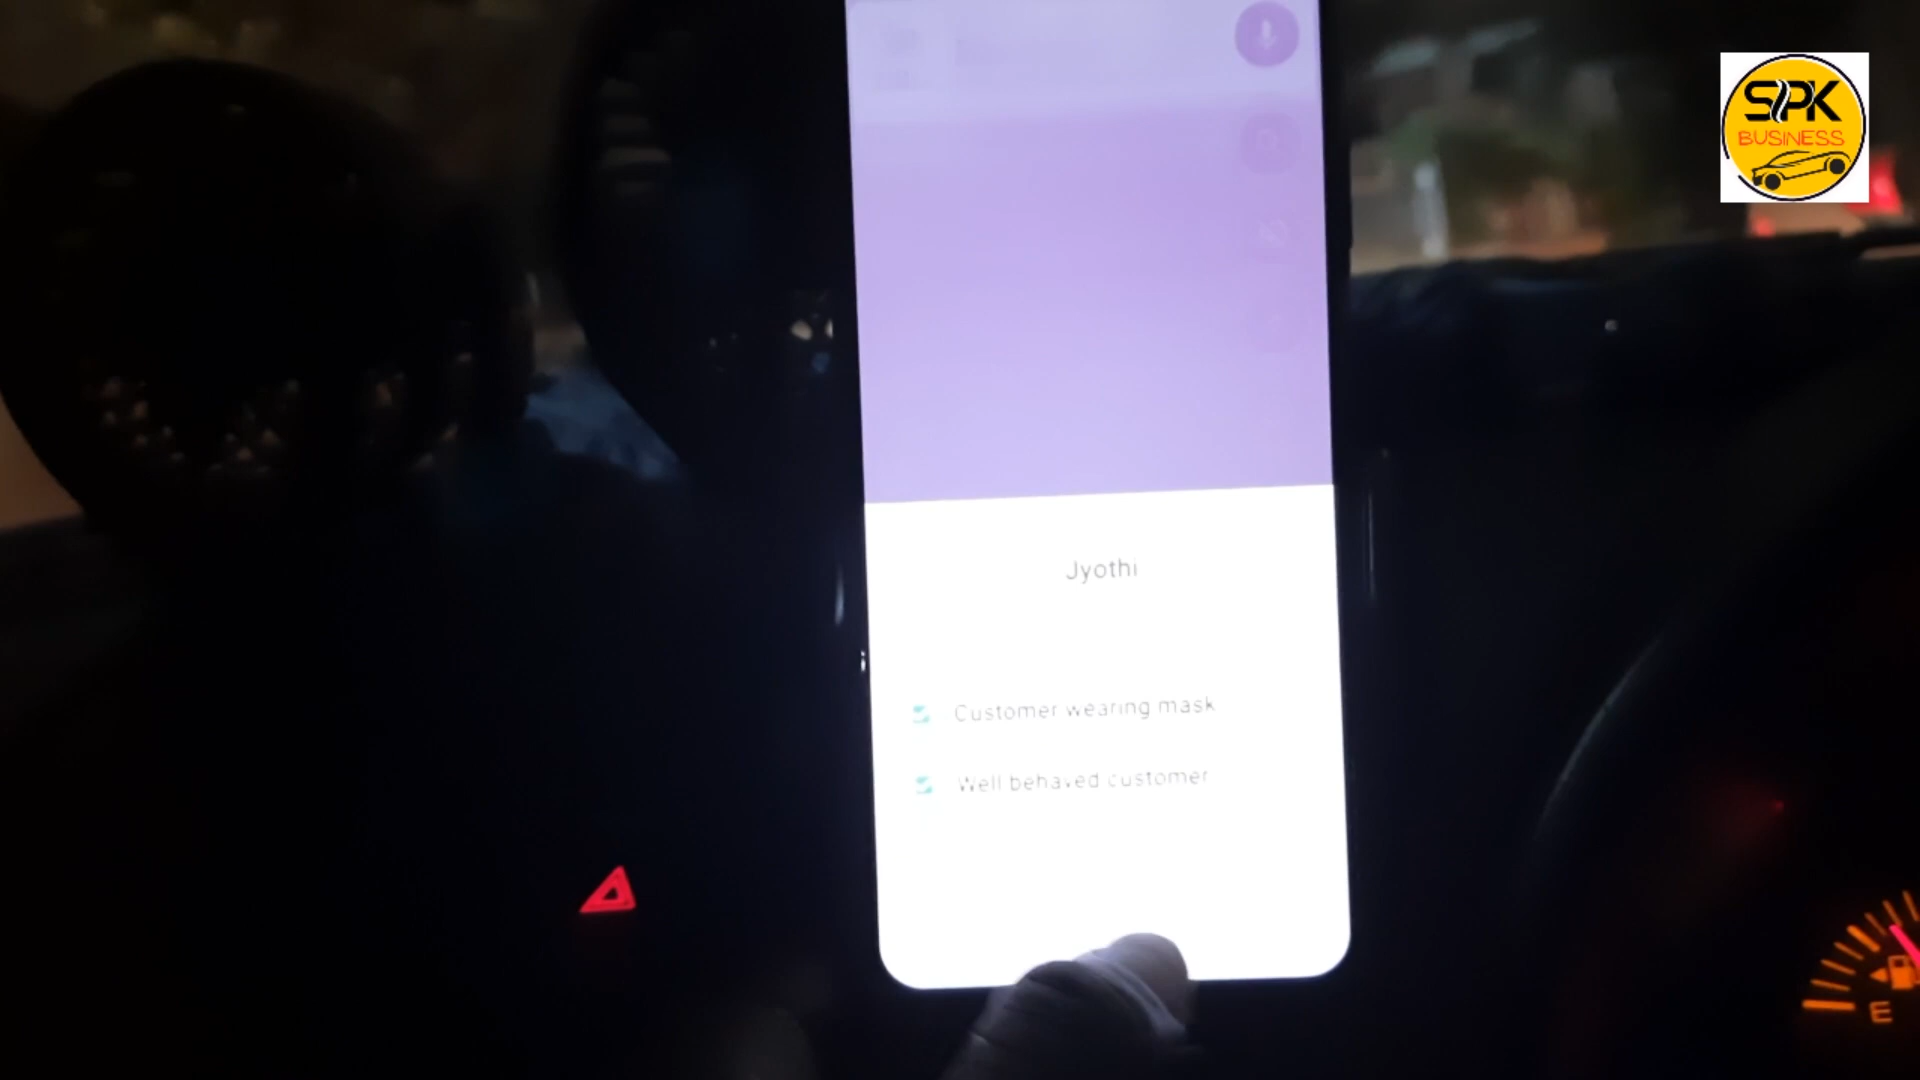 SPK
BUSINESS
Jyothi
Customer wearing mask
Well behaved customer
E